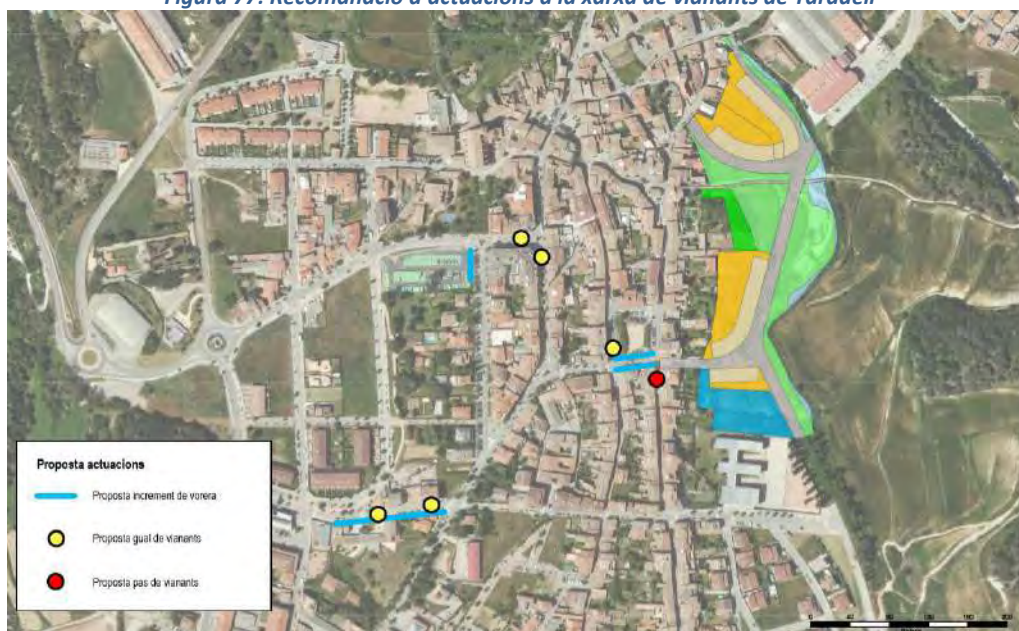 Figura 77. Recomanació d'actuacions a la xarxa de vianants de Taradell
Proposta actuacions
Proposta increment de vorera
Proposta gual de vianants
Proposta pas de vianants